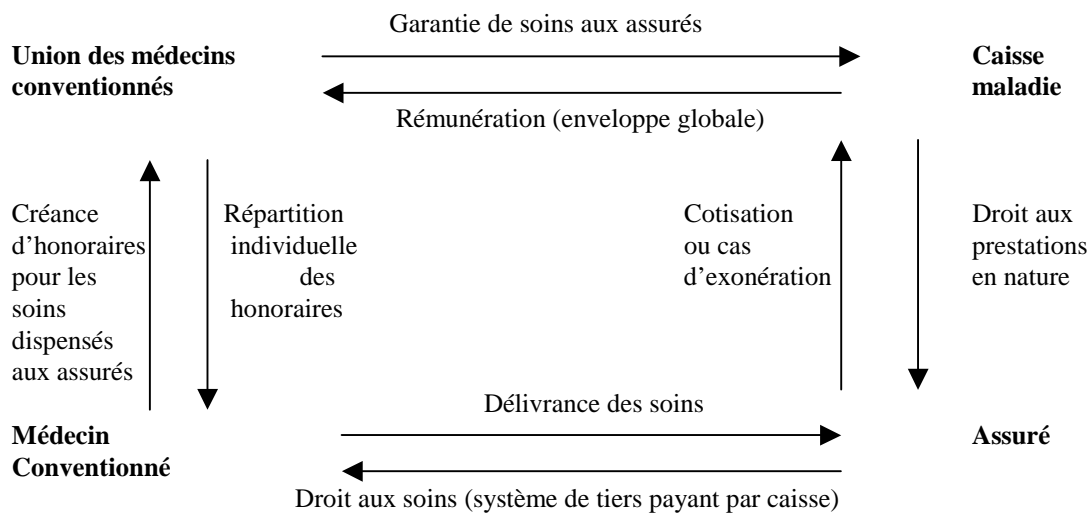 Garantie de soins aux assurés
Union des médecins
conventionnés
Caisse
maladie
Rémunération (enveloppe globale)
Créance
d’honoraires
pour les
soins
dispensés
aux assurés
Répartition
individuelle
des
honoraires
Cotisation
ou cas
d’exonération
Droit aux
prestations
en nature
Délivrance des soins
Médecin
Conventionné
Assuré
Droit aux soins (système de tiers payant par caisse)